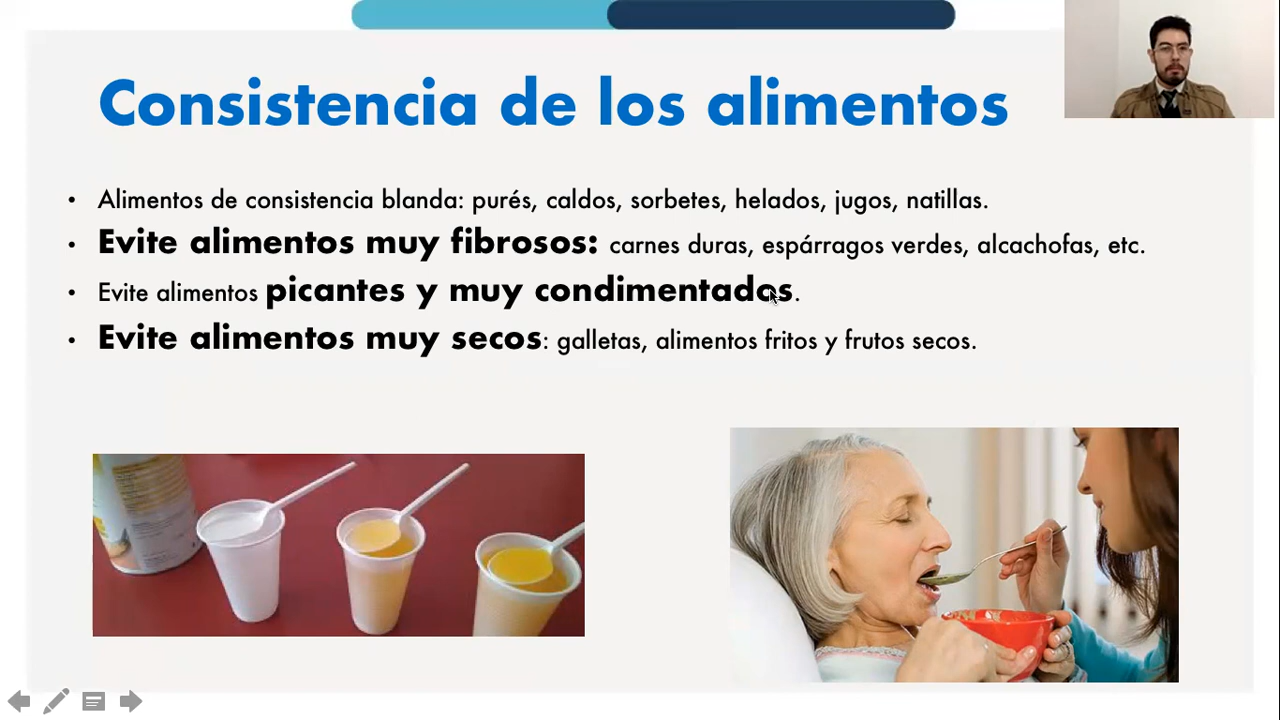 Consistencia de los alimentos
• Alimentos de consistencia blanda: purés, caldos, sorbetes, helados, jugos, natillas.
• Evite alimentos muy fibrosos: carnes duras, espárragos verdes, alcachofas, etc.
• Evite alimentos picantes y muy condimentados.
• Evite alimentos muy secos: galletas, alimentos fritos y frutos secos.